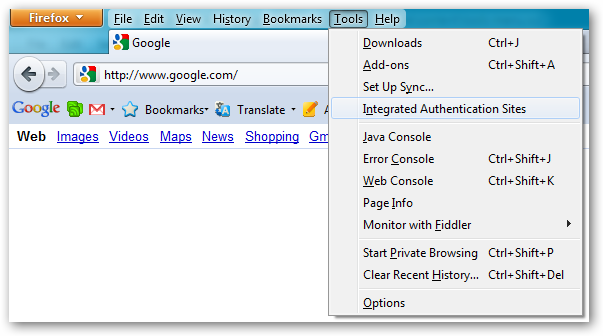 Firefox File Edit View History Bookmarks Tools Help
Google
http://www.google.com/
Google Bookmarks Translate
Web Images Videos Maps News Shopping
Downloads Ctrl+J
Add-ons Ctrl+Shift+A
Set Up Sync...
Integrated Authentication Sites
Java Console
Error Console Ctrl+Shift+J
Web Console Ctrl+Shift+K
Page Info
Monitor with Fiddler
Start Private Browsing Ctrl+Shift+P
Clear Recent History... Ctrl+Shift+Del
Options